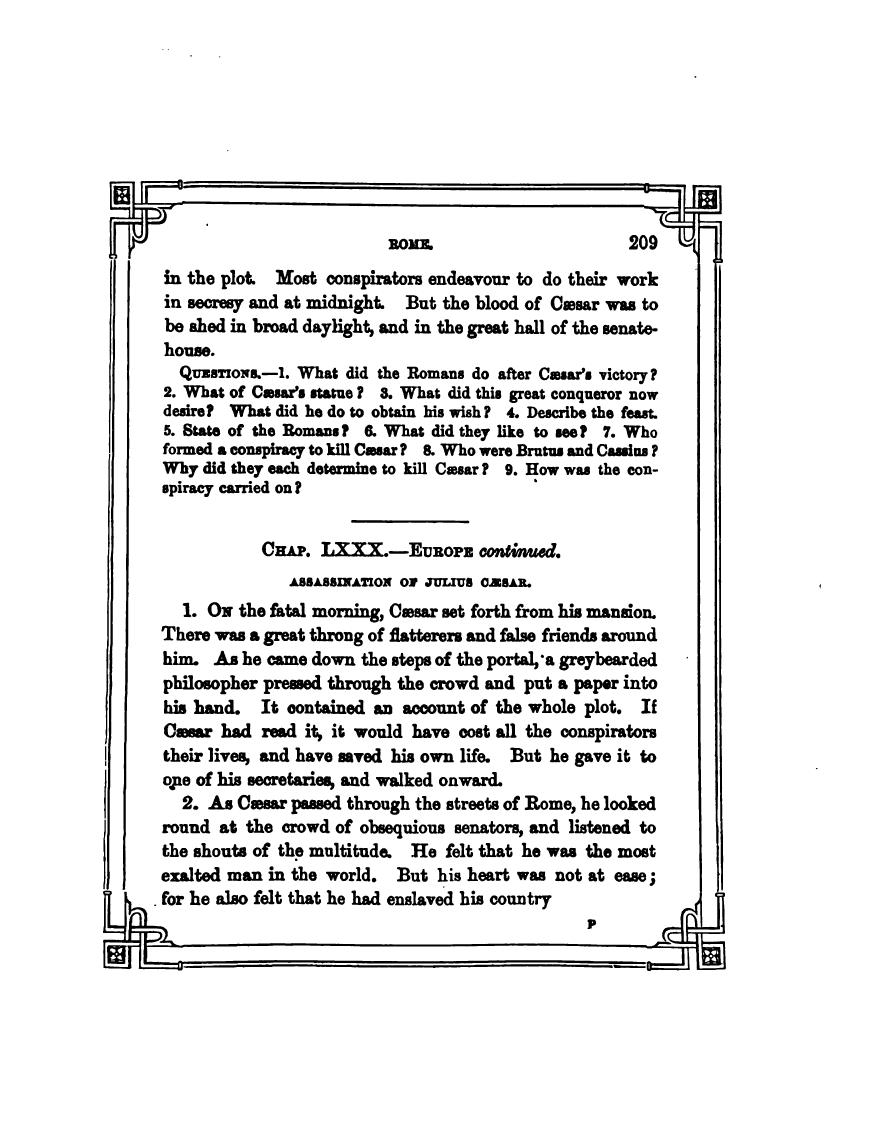 ROME. 209
in the plot. Most conspirators endeavour to do their work
in secresy and at midnight. But the blood of Cæsar was to
be shed in broad daylight, and in the great hall of the senate-
house.
QUESTIONS.—1. What did the Romans do after Cæsar's victory?
2. What of Cæsar's statue? 3. What did this great conqueror now
desire? What did he do to obtain his wish? 4. Describe the feast.
5. State of the Romans? 6. What did they like to see? 7. Who
formed a conspiracy to kill Cæsar? 8. Who were Brutus and Cassius?
Why did they each determine to kill Cæsar? 9. How was the con-
spiracy carried on?
CHAP. LXXX.—EUROPE continued.
ASSASSINATION OF JULIUS CÆSAR.
1. ON the fatal morning, Cæsar set forth from his mansion.
There was a great throng of flatterers and false friends around
him. As he came down the steps of the portal, a greybearded
philosopher pressed through the crowd and put a paper into
his hand. It contained an account of the whole plot. If
Cæsar had read it, it would have cost all the conspirators
their lives, and have saved his own life. But he gave it to
one of his secretaries, and walked onward.
2. As Cæsar passed through the streets of Rome, he looked
round at the crowd of obsequious senators, and listened to
the shouts of the multitude. He felt that he was the most
exalted man in the world. But his heart was not at ease;
for he also felt that he had enslaved his country
P